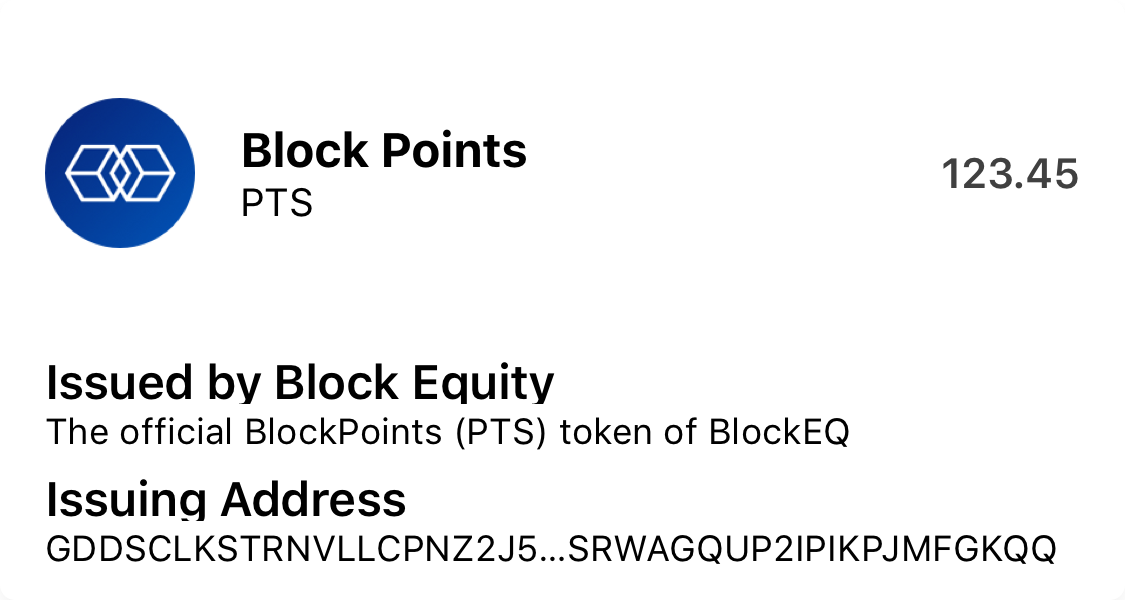 Block Points
PTS
123.45
Issued by Block Equity
The official BlockPoints (PTS) token of BlockEQ
Issuing Address
GDDSCLKSTRNVLLCPNZ2J5...SRWAGQUP2IPIKPJMFGKQQ